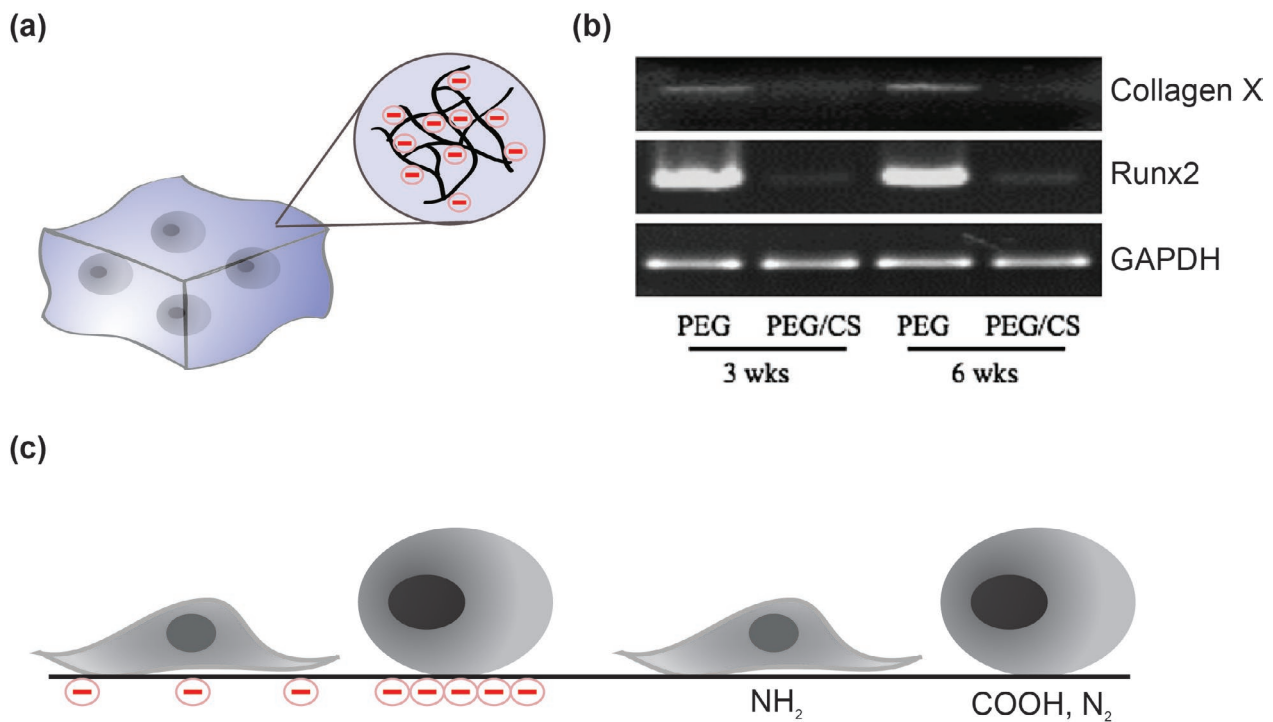 (a)
(b)
Collagen X
Runx2
GAPDH
PEG PEG/CS PEG PEG/CS
3 wks 6 wks
(c)
NH₂ COOH, N₂